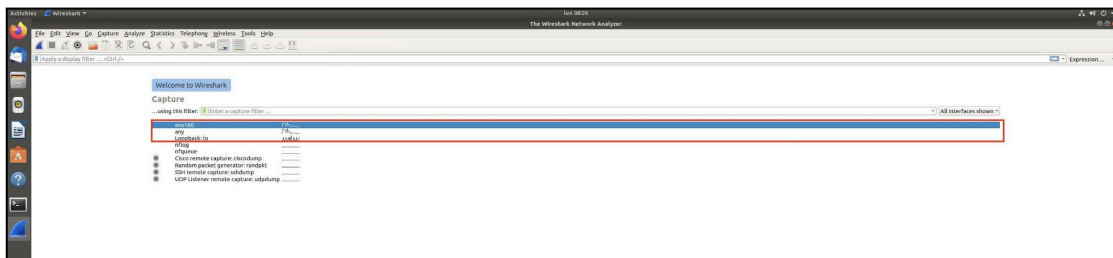 Activities Wireshark
lun 08:26
The Wireshark Network Analyzer
File Edit View Go Capture Analyze Statistics Telephony Wireless Tools Help
Apply a display filter ... <Ctrl-/>
Expression...
Welcome to Wireshark
Capture
...using this filter: Enter a capture filter ...
All interfaces shown
ens160
any
Loopback: lo
nflog
nfqueue
Cisco remote capture: ciscodump
Random packet generator: randpkt
SSH remote capture: sshdump
UDP Listener remote capture: udpdump